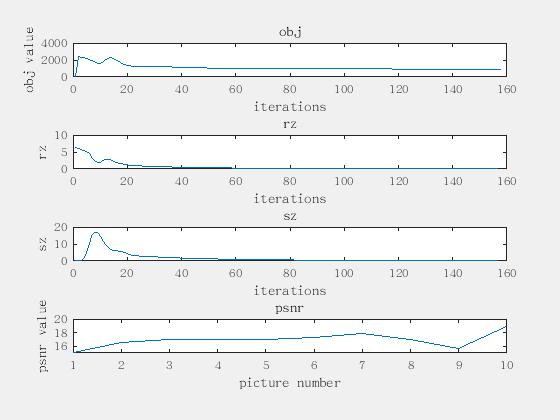 obj
obj value
4000
2000
0
0 20 40 60 80 100 120 140 160
iterations
rz
rz
10
5
0
0 20 40 60 80 100 120 140 160
iterations
sz
sz
20
10
0
0 20 40 60 80 100 120 140 160
iterations
psnr
psnr value
20
18
16
1 2 3 4 5 6 7 8 9 10
picture number